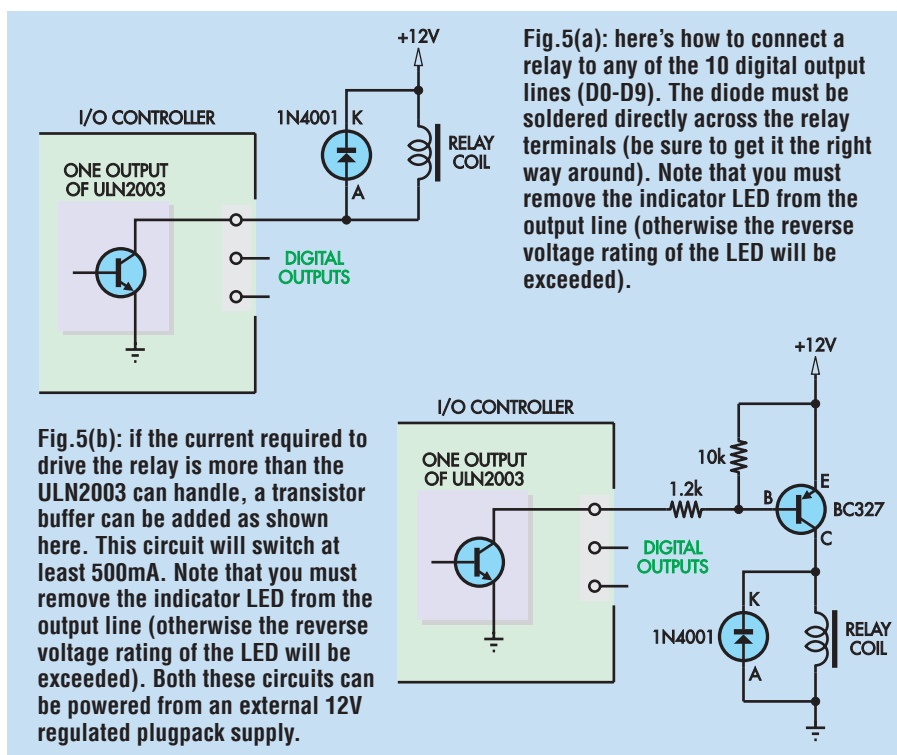 +12V
I/O CONTROLLER
1N4001
K
A
RELAY
COIL
ONE OUTPUT
OF ULN2003
DIGITAL
OUTPUTS
Fig.5(a): here’s how to connect a
relay to any of the 10 digital output
lines (D0-D9). The diode must be
soldered directly across the relay
terminals (be sure to get it the right
way around). Note that you must
remove the indicator LED from the
output line (otherwise the reverse
voltage rating of the LED will be
exceeded).
Fig.5(b): if the current required to
drive the relay is more than the
ULN2003 can handle, a transistor
buffer can be added as shown
here. This circuit will switch at
least 500mA. Note that you must
remove the indicator LED from the
output line (otherwise the reverse
voltage rating of the LED will be
exceeded). Both these circuits can
be powered from an external 12V
regulated plugpack supply.
+12V
I/O CONTROLLER
ONE OUTPUT
OF ULN2003
10k
1.2k
B
E
BC327
C
DIGITAL
OUTPUTS
K
1N4001
A
RELAY
COIL